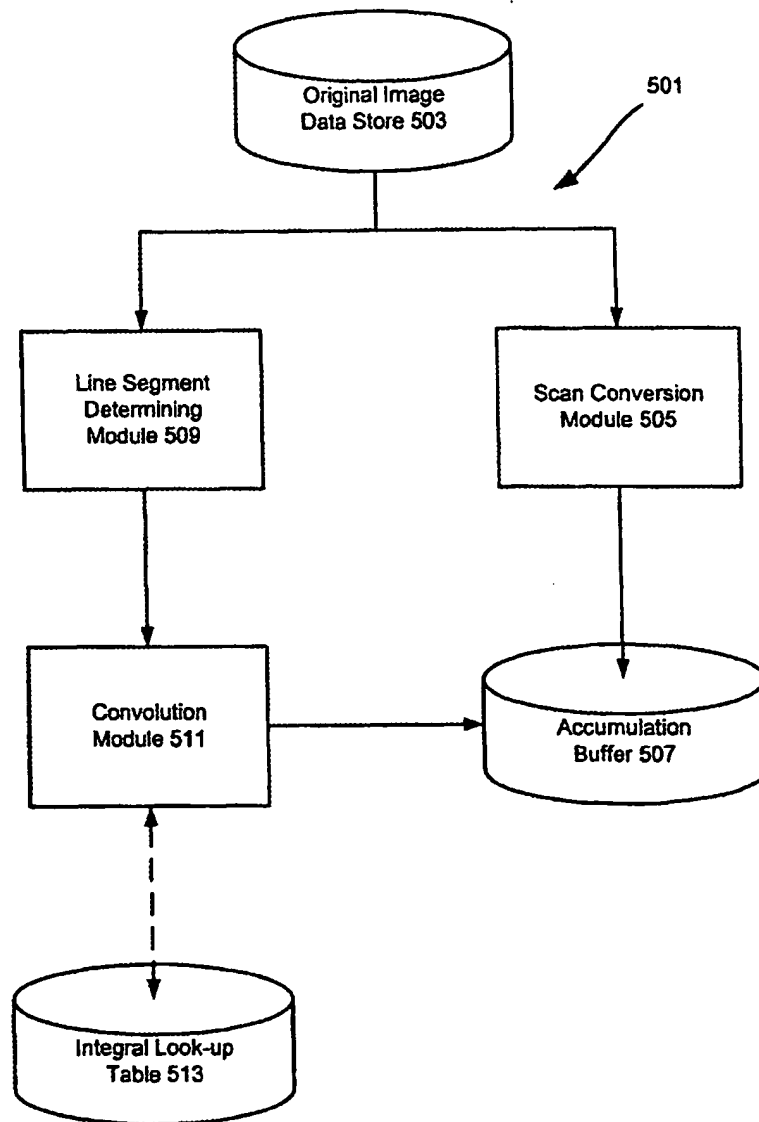 Original Image
Data Store 503
501
Line Segment
Determining
Module 509
Scan Conversion
Module 505
Convolution
Module 511
Accumulation
Buffer 507
Integral Look-up
Table 513